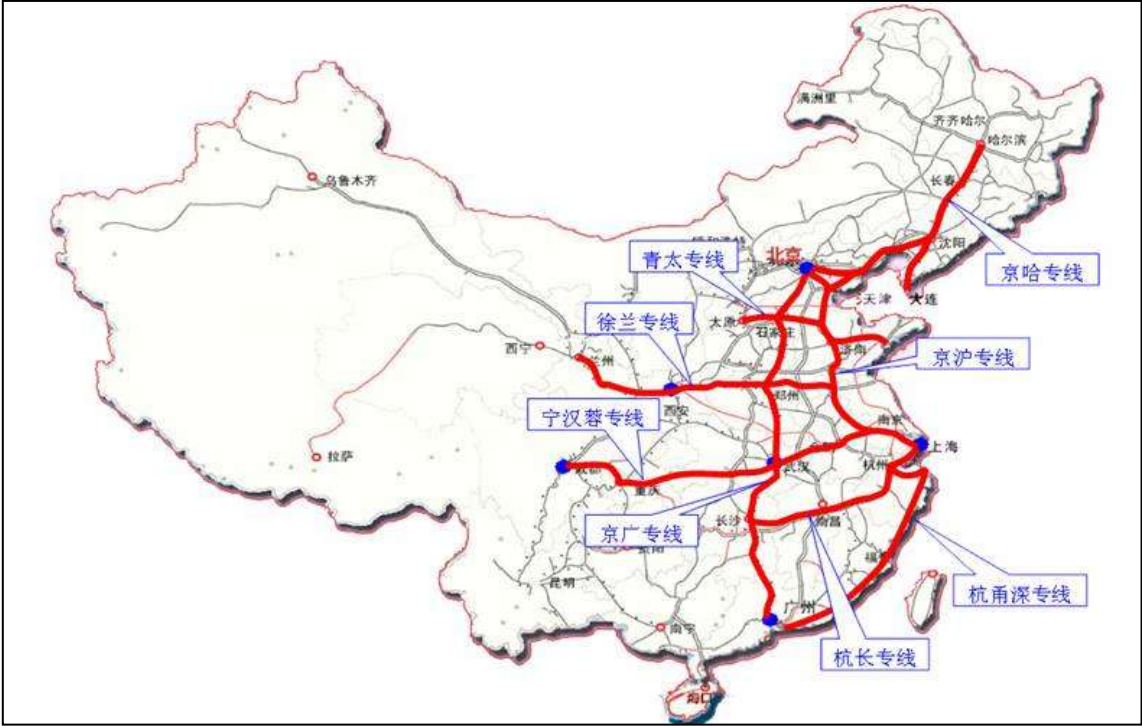 满洲里
齐齐哈尔
哈尔滨
乌鲁木齐
长春
沈阳
北京
青太专线
京哈专线
天津
大连
徐兰专线
太原
石家庄
西宁
兰州
济南
京沪专线
郑州
西安
宁汉蓉专线
南京
上海
拉萨
成都
武汉
杭州
重庆
京广专线
长沙
南昌
杭甬深专线
昆明
广州
南宁
杭长专线
海口